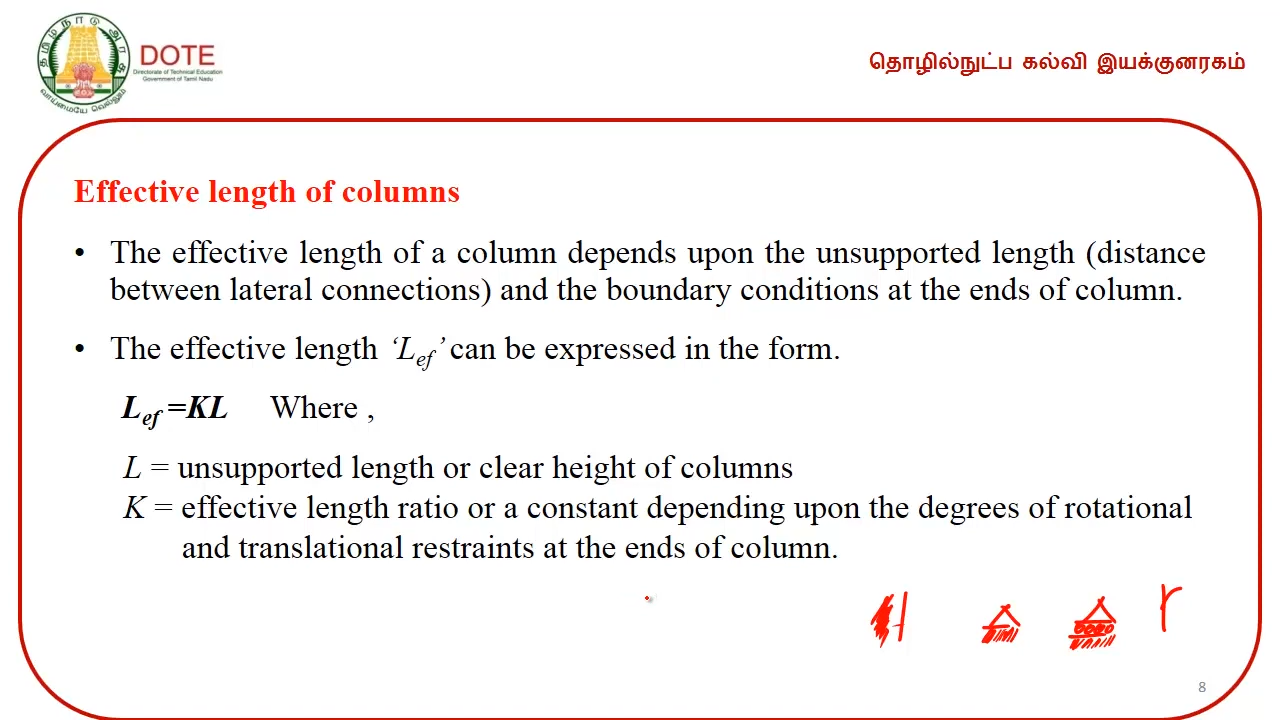 தமிழ்நாடு அரசு
வாய்மையே வெல்லும்
DOTE
Directorate of Technical Education
Government of Tamil Nadu
தொழில்நுட்ப கல்வி இயக்குனரகம்
Effective length of columns
• The effective length of a column depends upon the unsupported length (distance
between lateral connections) and the boundary conditions at the ends of column.
• The effective length ‘Lef’ can be expressed in the form.
Lef =KL Where ,
L = unsupported length or clear height of columns
K = effective length ratio or a constant depending upon the degrees of rotational
and translational restraints at the ends of column.
8